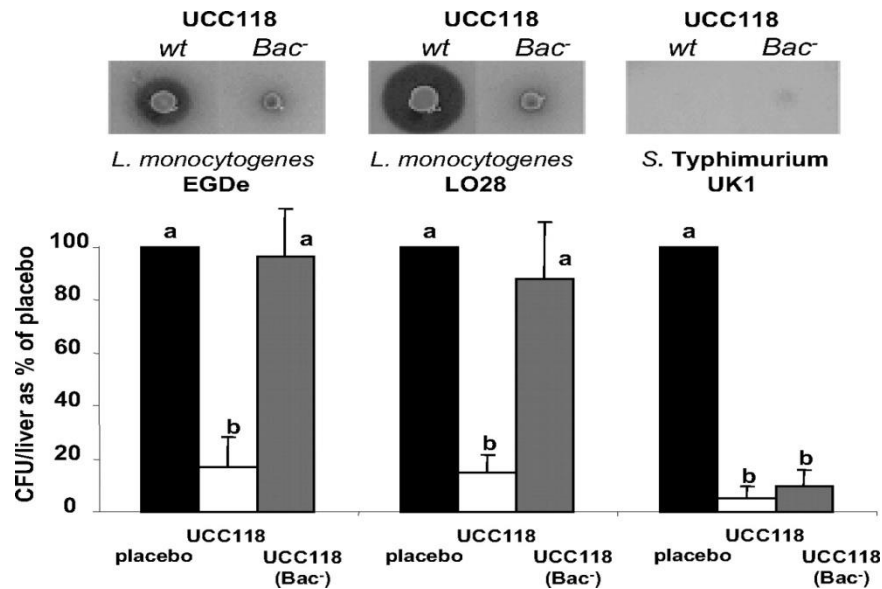 UCC118 UCC118 UCC118
wt Bac⁻ wt Bac⁻ wt Bac⁻
L. monocytogenes L. monocytogenes S. Typhimurium
EGDe LO28 UK1
CFU/liver as % of placebo
100
80
60
40
20
0
a b a
a b a
a b b
UCC118 UCC118 UCC118
placebo UCC118 placebo UCC118 placebo UCC118
(Bac⁻) (Bac⁻) (Bac⁻)